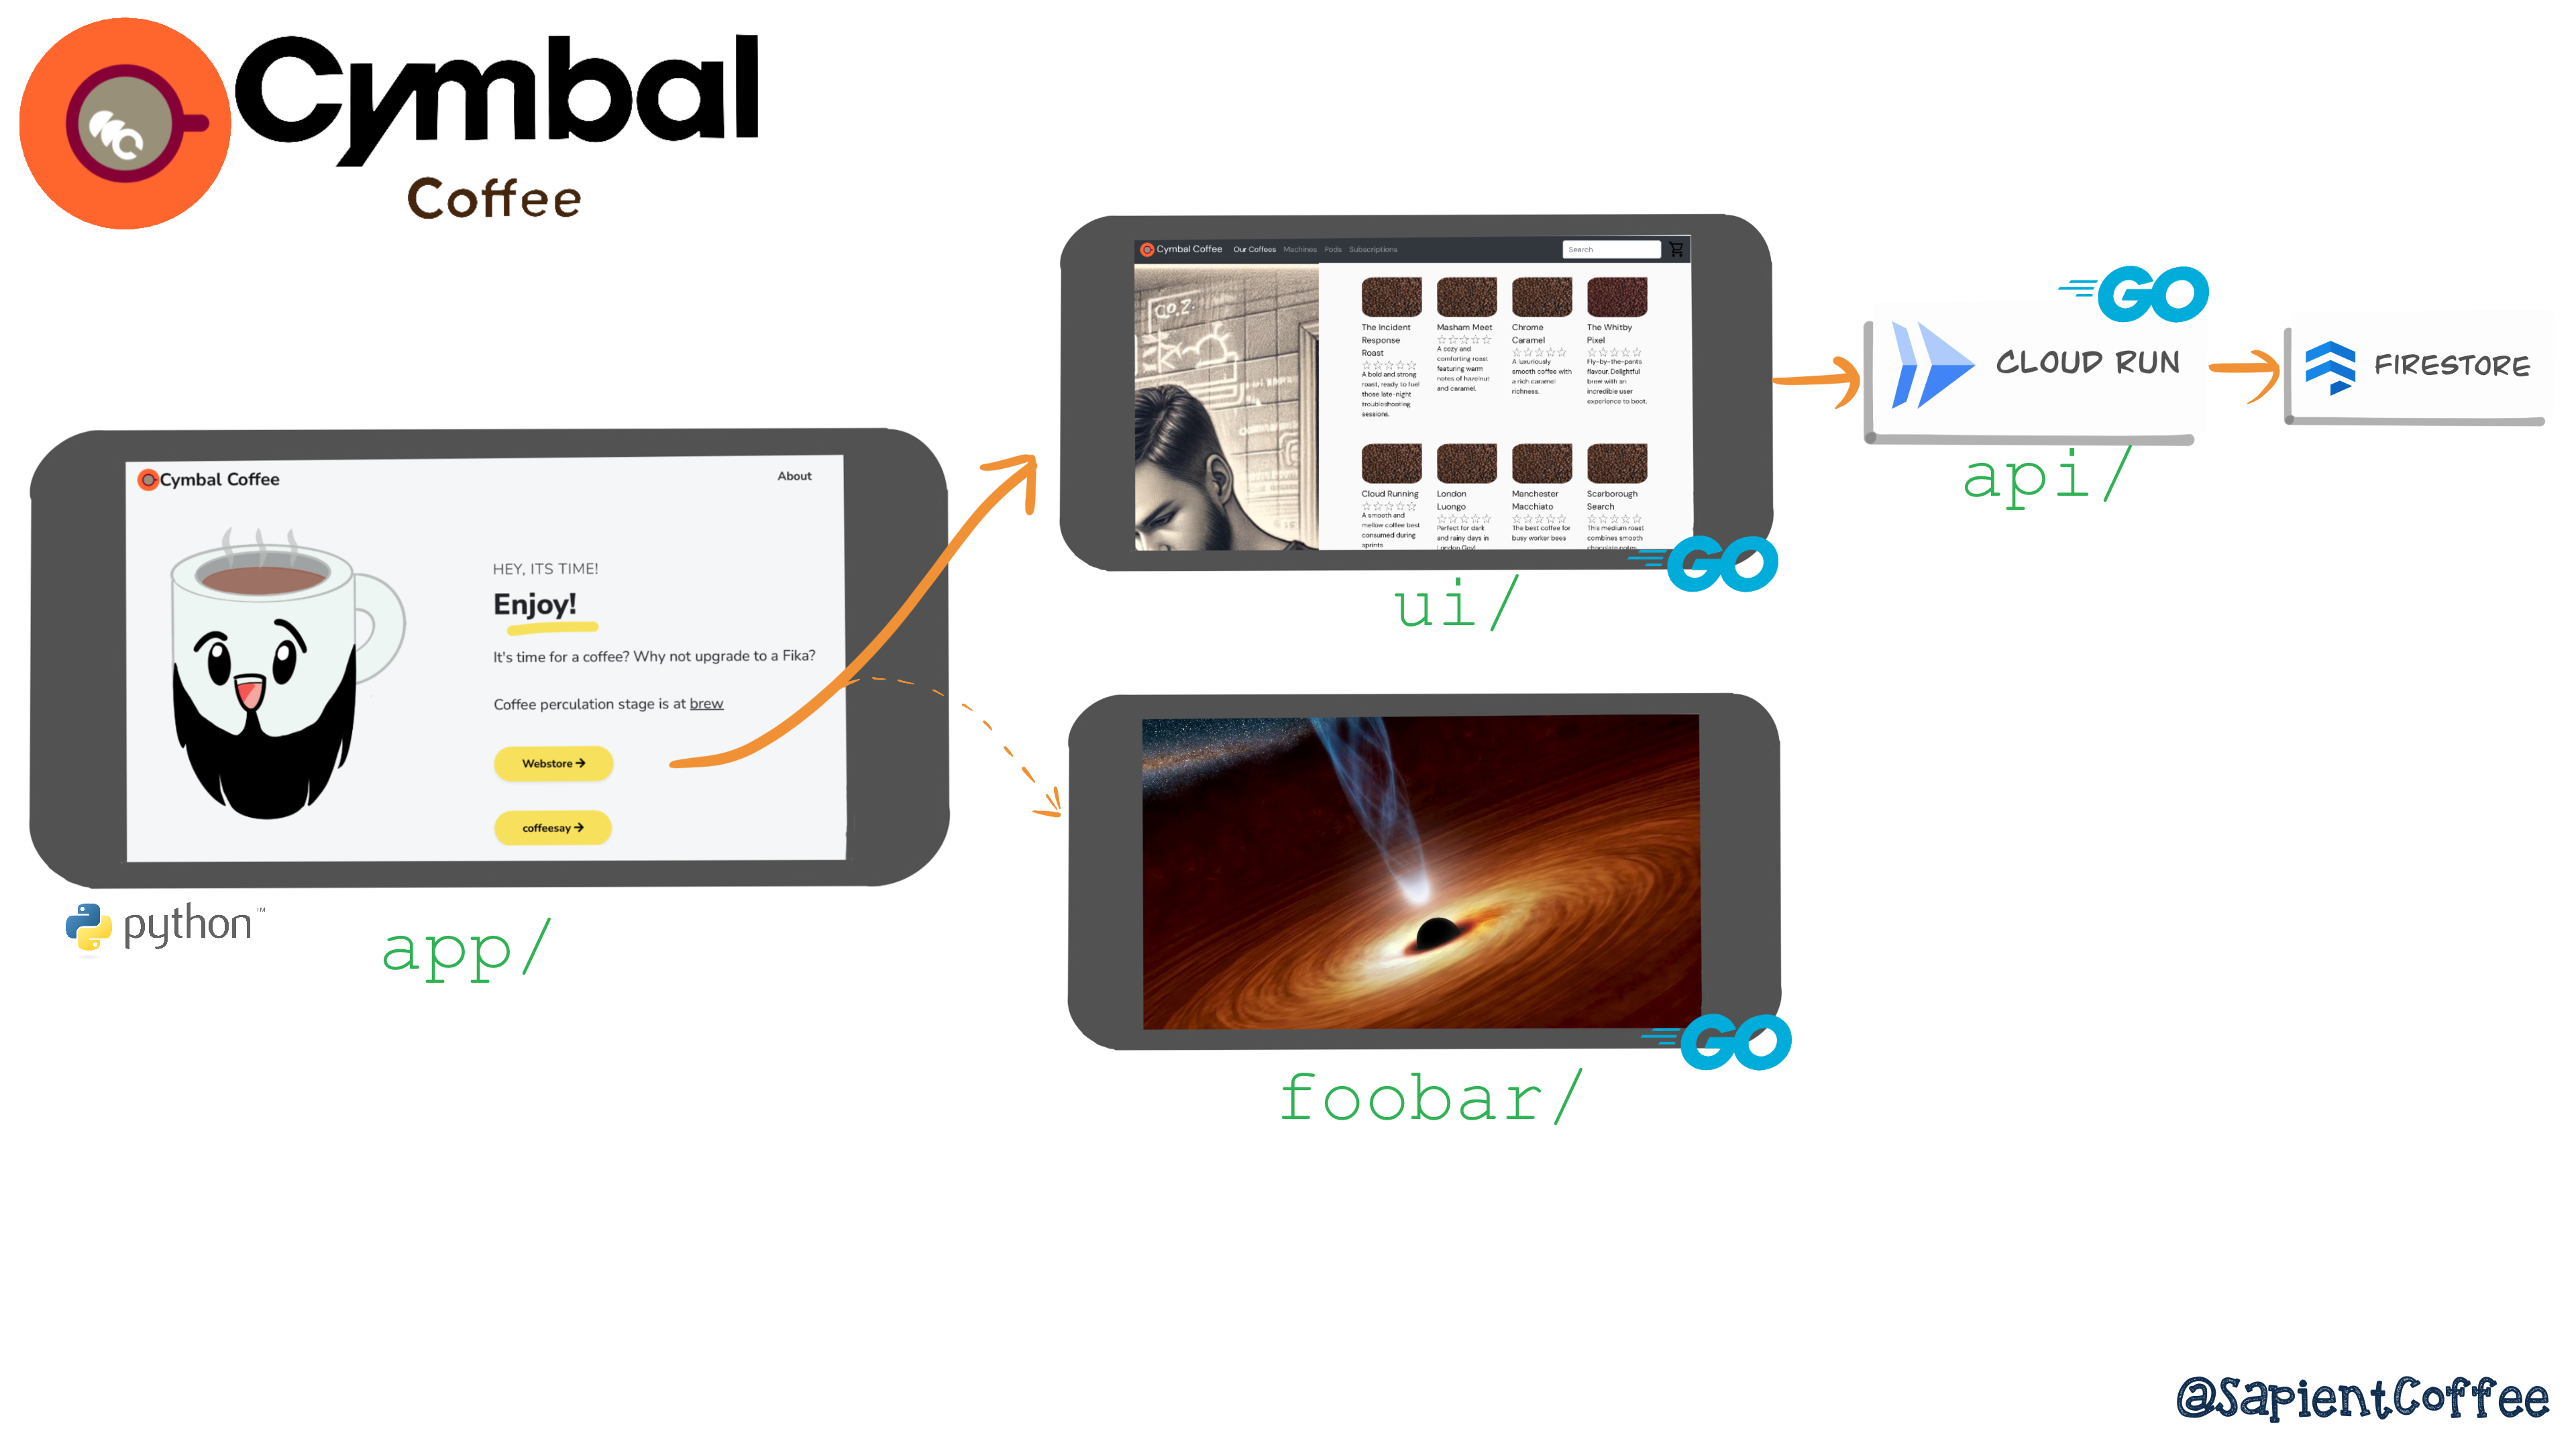 Cymbal
Coffee
Cymbal Coffee
About
HEY, ITS TIME!
Enjoy!
It's time for a coffee? Why not upgrade to a Fika?
Coffee perculation stage is at brew
Webstore →
coffeesay →
python™
app/
Cymbal Coffee Our Coffees Machines Pods Subscriptions Search
CO.Z.
The Incident
Response
Roast
A bold and strong
roast, ready to fuel
those late-night
troubleshooting
sessions.
Masham Meet
A cozy and
comforting roast
featuring warm
notes of hazelnut
and caramel.
Chrome
Caramel
A luxuriously
smooth coffee with
a rich caramel
richness.
The Whitby
Pixel
Fly-by-the-pants
flavour. Delightful
brew with an
incredible user
experience to boot.
Cloud Running
A smooth and
mellow coffee best
consumed during
sprints
London
Luongo
Perfect for dark
and rainy days in
London Guy!
Manchester
Macchiato
The best coffee for
busy worker bees
Scarborough
Search
This medium roast
combines smooth
chocolate notes
GO
ui/
GO
CLOUD RUN
api/
FIRESTORE
GO
foobar/
@SapientCoffee